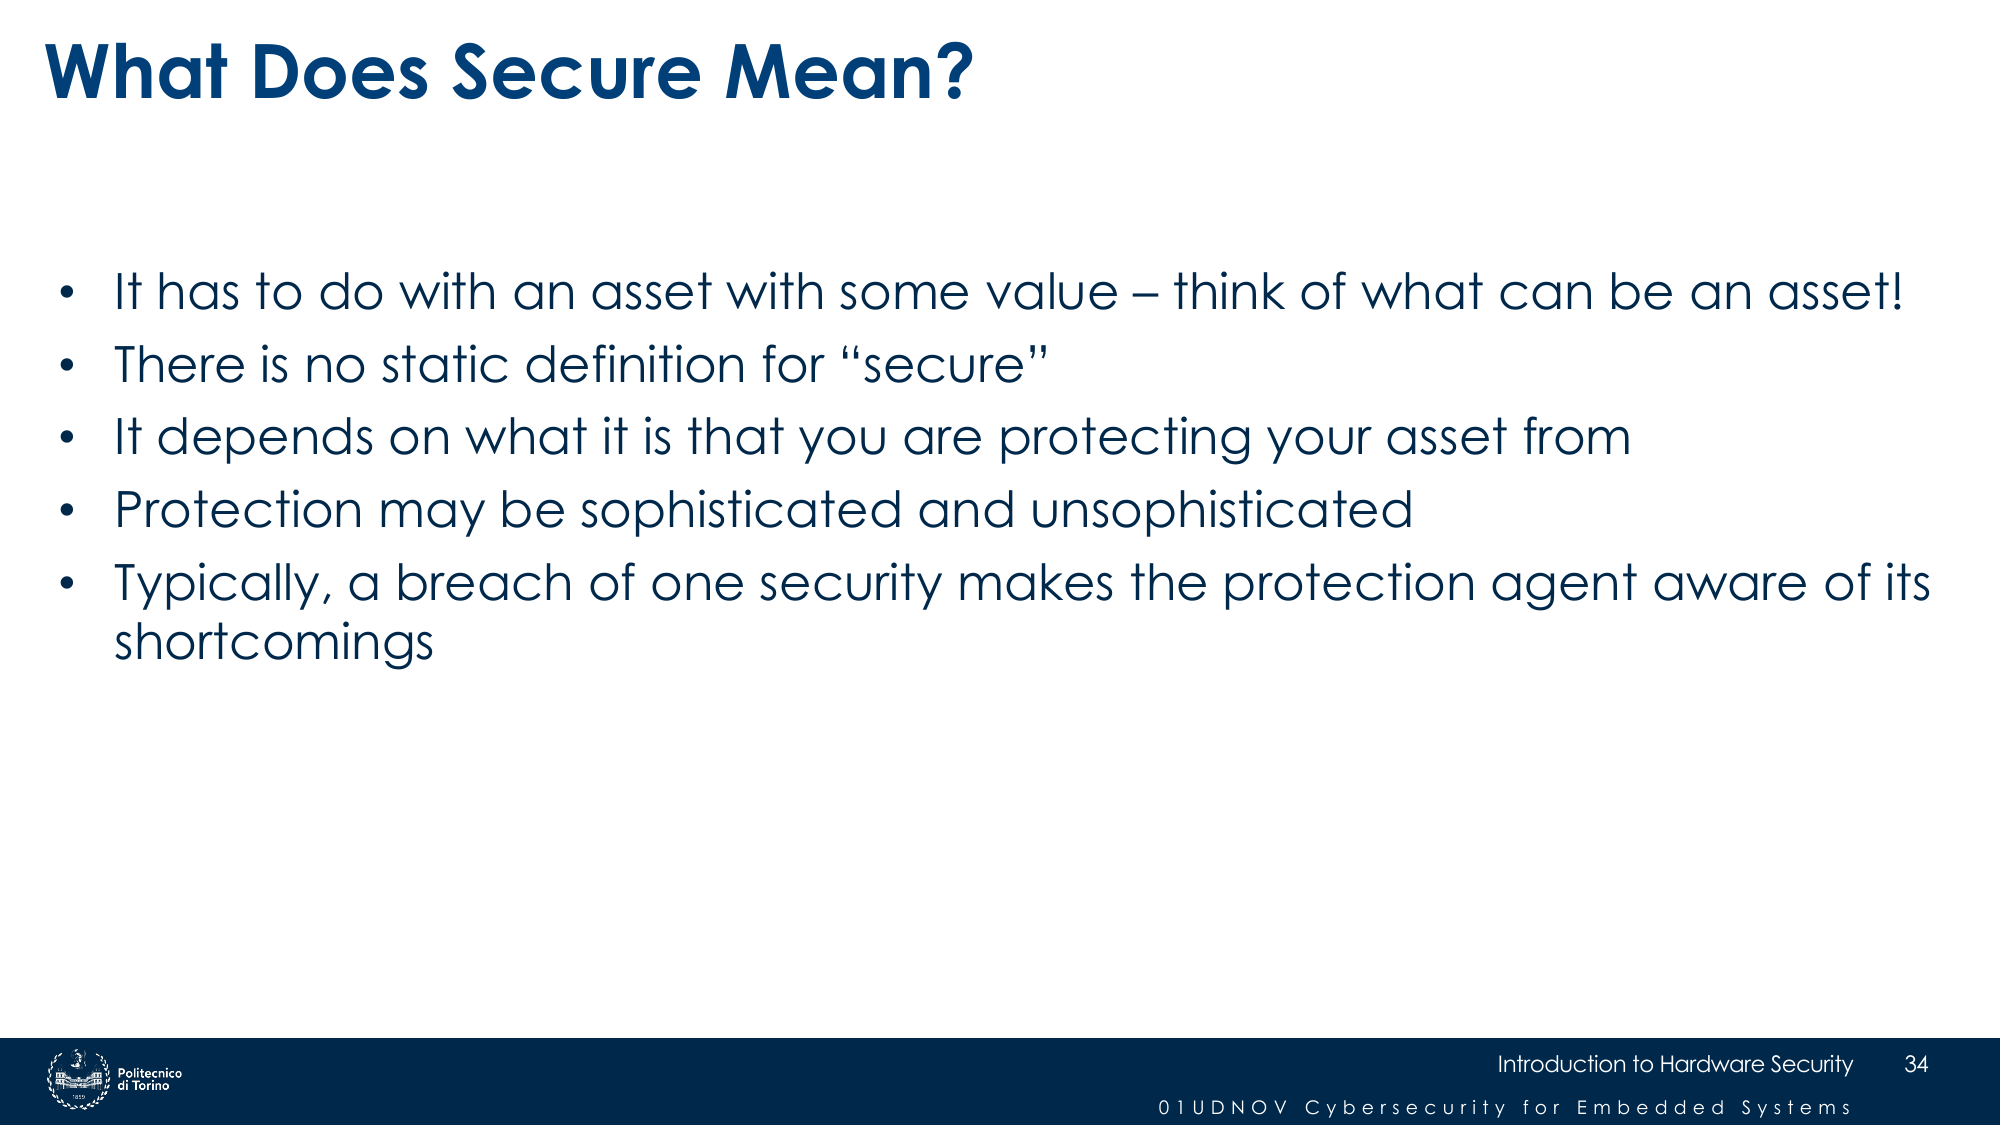 What Does Secure Mean?
• It has to do with an asset with some value – think of what can be an asset!
• There is no static definition for “secure”
• It depends on what it is that you are protecting your asset from
• Protection may be sophisticated and unsophisticated
• Typically, a breach of one security makes the protection agent aware of its
shortcomings
1859
Politecnico
di Torino
Introduction to Hardware Security 34
01UDNOV Cybersecurity for Embedded Systems